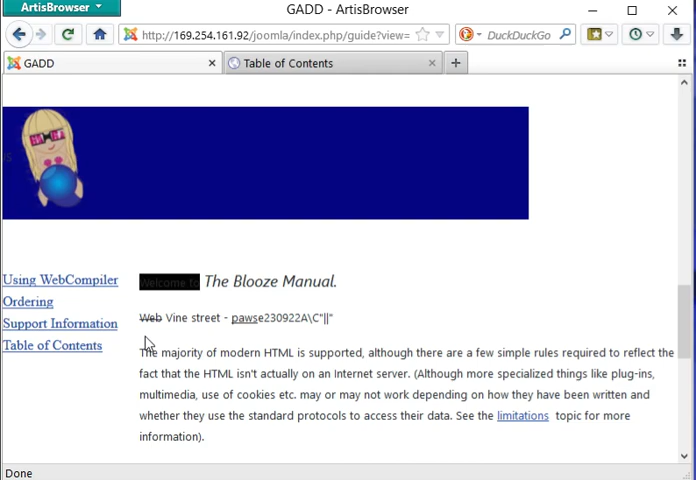 GADD - ArtisBrowser
ArtisBrowser
http://169.254.161.92/joomla/index.php/guide?view=
DuckDuckGo
GADD
Table of Contents
is
Using WebCompiler
Ordering
Support Information
Table of Contents
Welcome to The Blooze Manual.
Web Vine street - pawse230922A\C"||"
The majority of modern HTML is supported, although there are a few simple rules required to reflect the
fact that the HTML isn't actually on an Internet server. (Although more specialized things like plug-ins,
multimedia, use of cookies etc. may or may not work depending on how they have been written and
whether they use the standard protocols to access their data. See the limitations topic for more
information).
Done